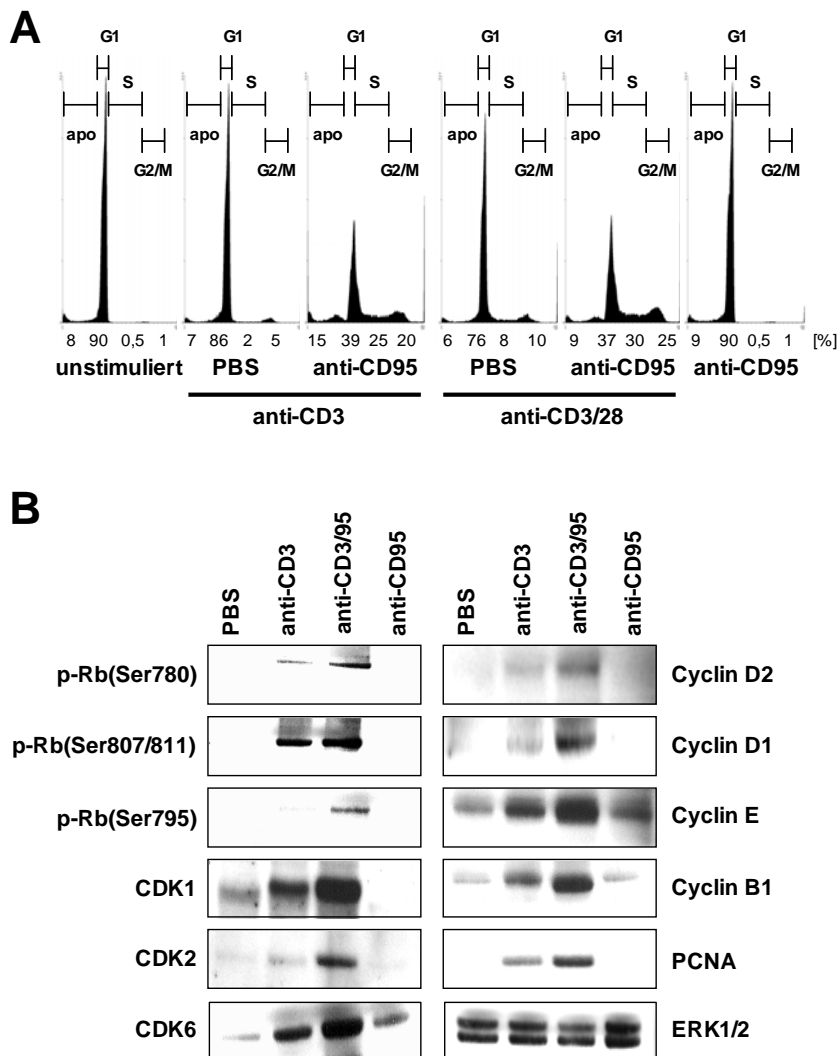 A
G1 G1 G1 G1 G1 G1
S S S S S S
apo apo apo apo apo apo
G2/M G2/M G2/M G2/M G2/M G2/M
8 90 0,5 1 7 86 2 5 15 39 25 20 6 76 8 10 9 37 30 25 9 90 0,5 1 [%]
unstimuliert PBS anti-CD95 PBS anti-CD95 anti-CD95
anti-CD3 anti-CD3/28
B
PBS anti-CD3 anti-CD3/95 anti-CD95 PBS anti-CD3 anti-CD3/95 anti-CD95
p-Rb(Ser780) Cyclin D2
p-Rb(Ser807/811) Cyclin D1
p-Rb(Ser795) Cyclin E
CDK1 Cyclin B1
CDK2 PCNA
CDK6 ERK1/2